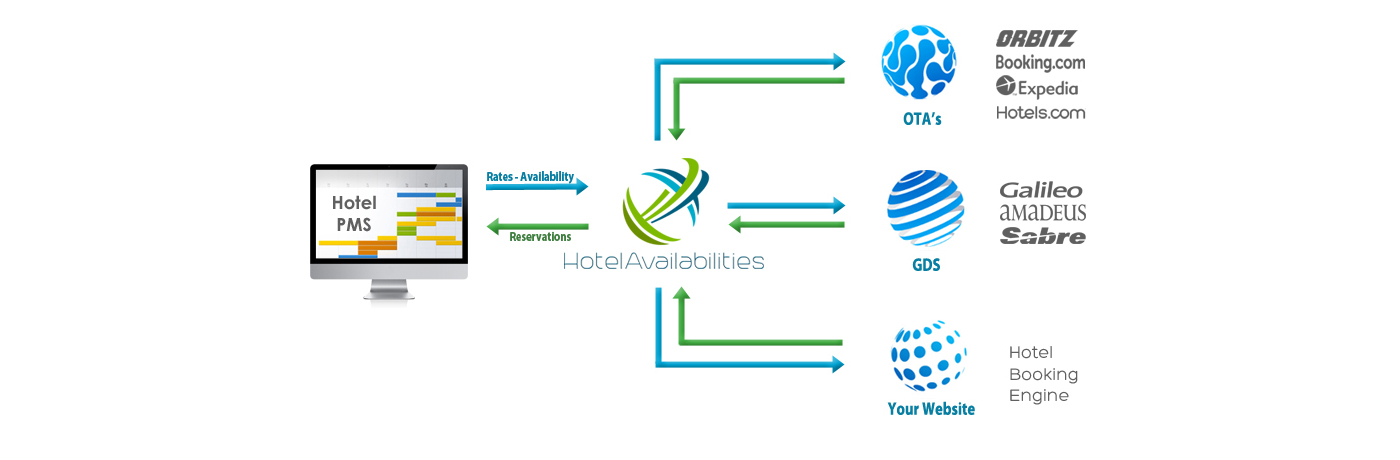 Hotel
PMS
Rates - Availability
Reservations
HotelAvailabilities
OTA's
ORBITZ
Booking.com
Expedia
Hotels.com
GDS
Galileo
AMADEUS
Sabre
Your Website
Hotel
Booking
Engine